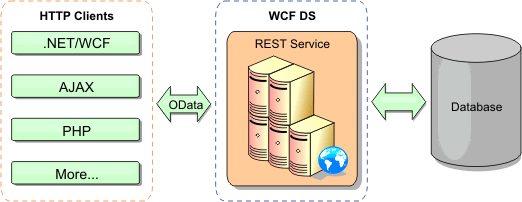 HTTP Clients
.NET/WCF
AJAX
PHP
More...
OData
WCF DS
REST Service
Database